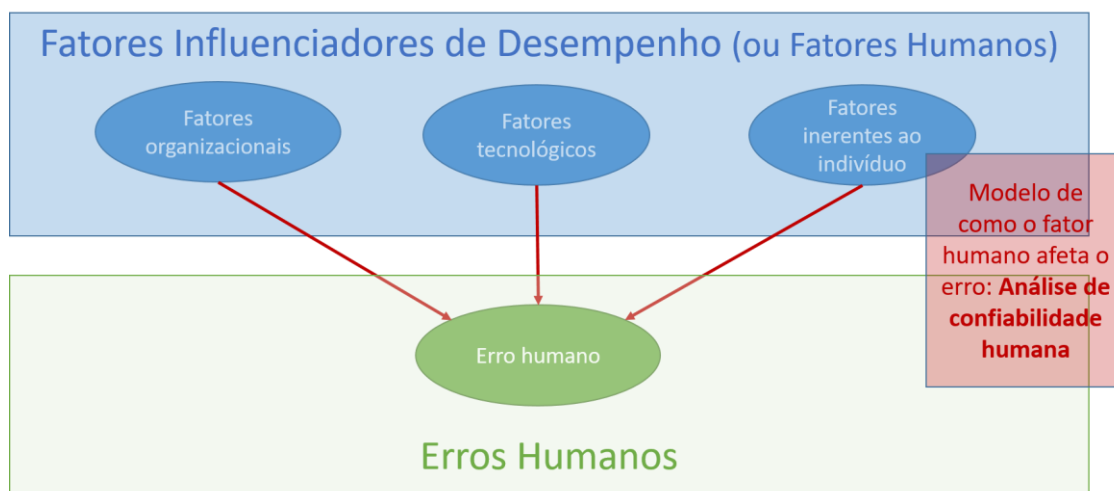 Fatores Influenciadores de Desempenho (ou Fatores Humanos)
Fatores
organizacionais
Fatores
tecnológicos
Fatores
inerentes ao
indivíduo
Modelo de
como o fator
humano afeta o
erro: Análise de
confiabilidade
humana
Erro humano
Erros Humanos